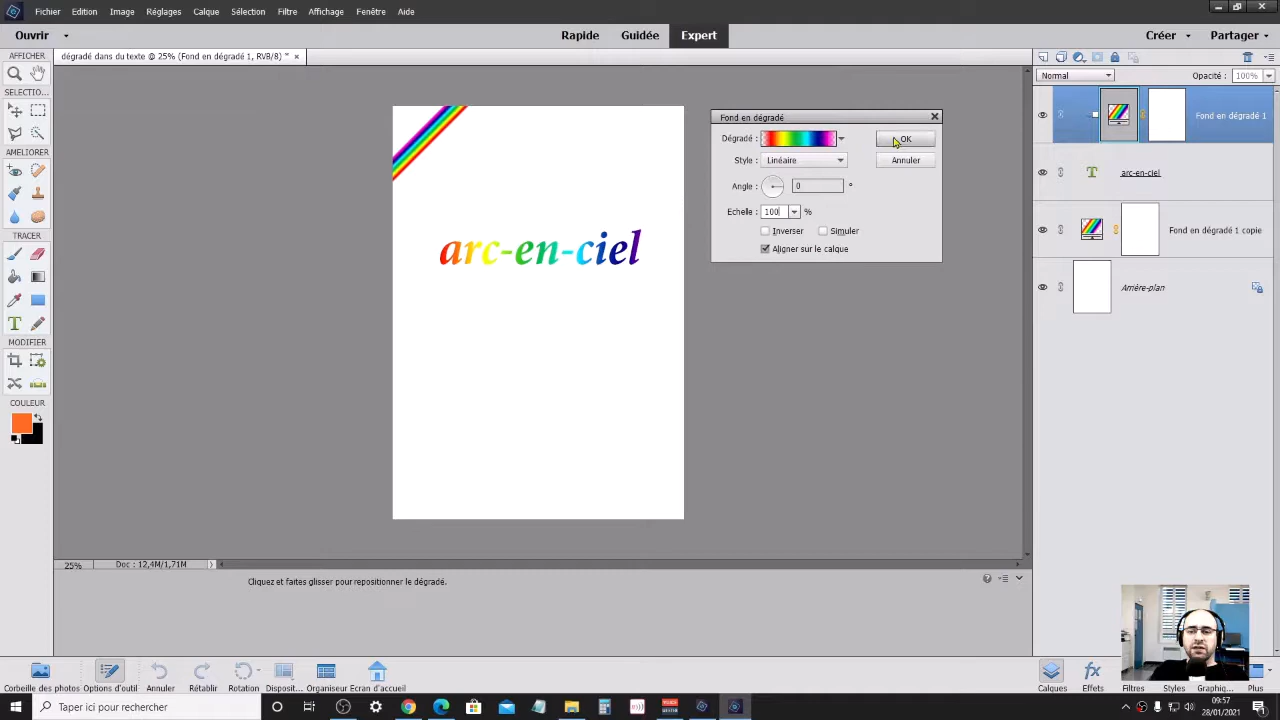 Fichier Edition Image Réglages Calque Sélection Filtre Affichage Fenêtre Aide
Ouvrir Rapide Guidée Expert Créer Partager
AFFICHER
dégradé dans du texte @ 25% (Fond en dégradé 1, RVB/8) *
Normal Opacité : 100%
SELECTIO...
Fond en dégradé
Dégradé : OK
Fond en dégradé 1
Style : Linéaire Annuler
AMELIORER
arc-en-ciel
Angle : 0 °
Echelle : 100 %
Inverser Simuler
Aligner sur le calque
TRACER
arc-en-ciel
Fond en dégradé 1 copie
Arrière-plan
MODIFIER
COULEUR
25% Doc : 12,4M/1,71M
Cliquez et faites glisser pour repositionner le dégradé.
Corbeille des photos Options d'outil Annuler Rétablir Rotation Disposit... Organiseur Ecran d'accueil Calques Effets Filtres Styles Graphiq... Plus
Taper ici pour rechercher
09:57
28/01/2021